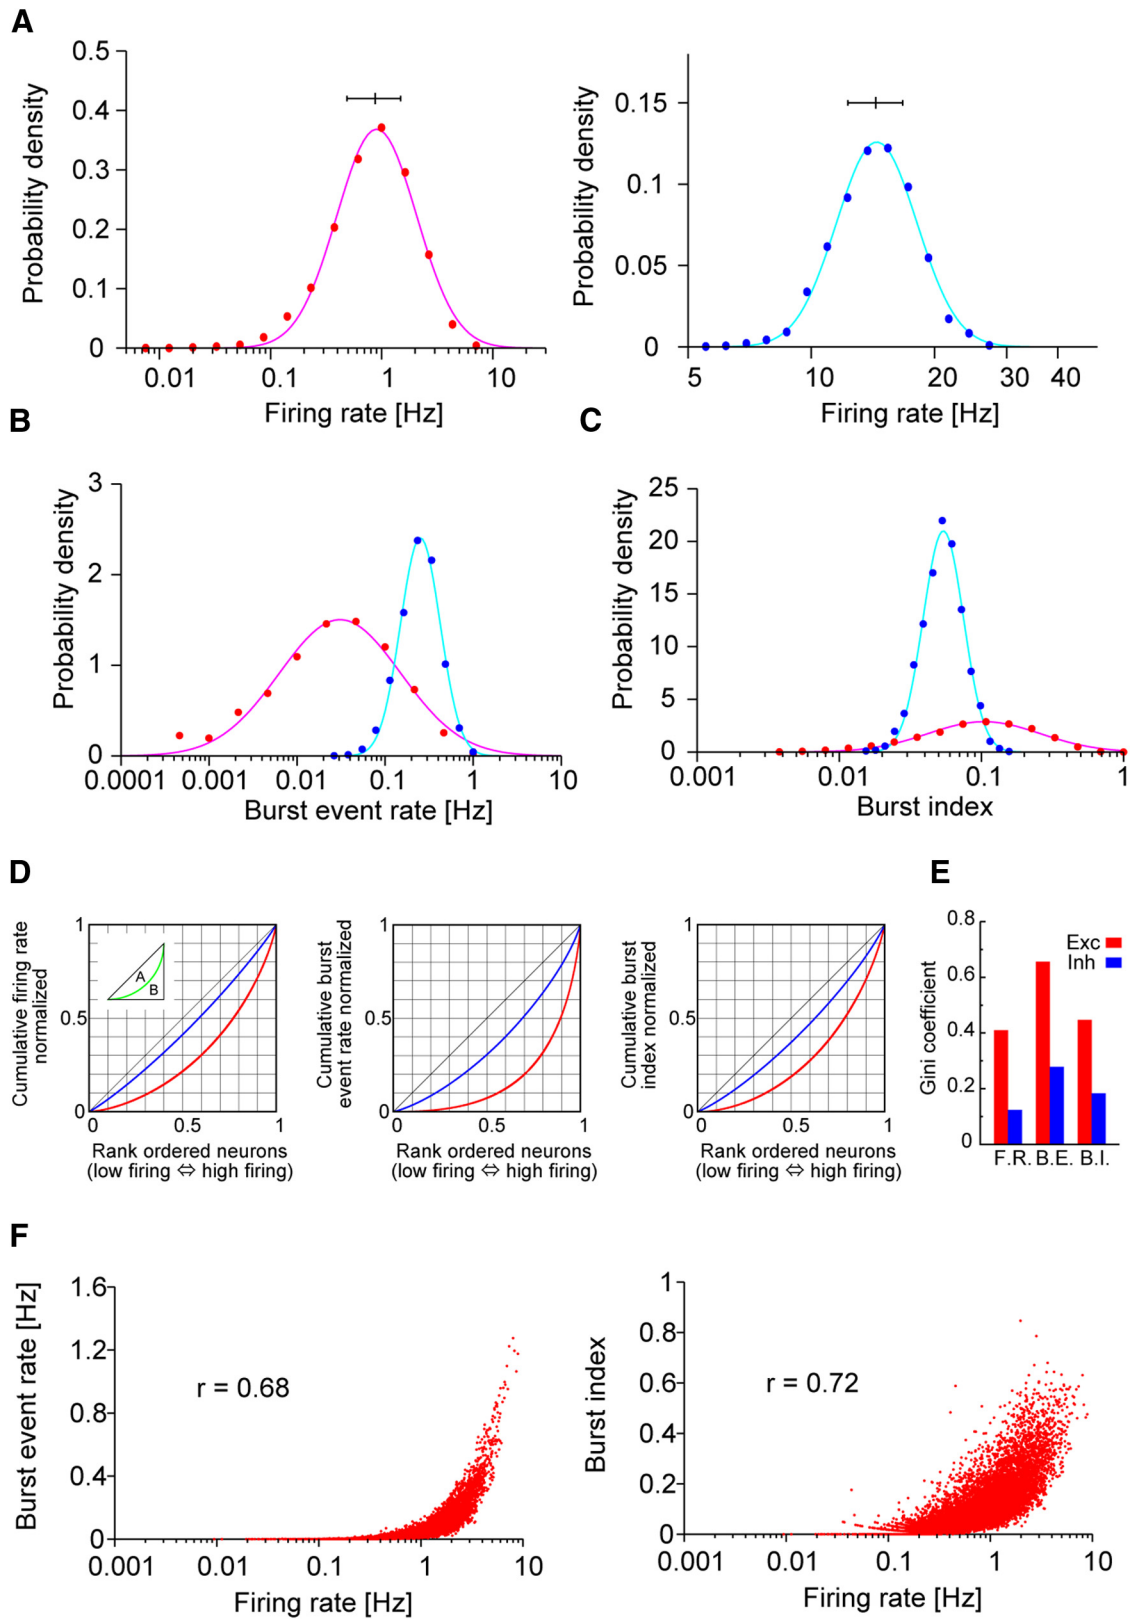 A
0.5
0.4
0.3
0.2
0.1
0
Probability density
0.01
0.1
1
10
Firing rate [Hz]
0.15
0.1
0.05
0
Probability density
5
10
20
30
40
Firing rate [Hz]
B
3
2
1
0
Probability density
0.0001
0.001
0.01
0.1
1
10
Burst event rate [Hz]
C
25
20
15
10
5
0
Probability density
0.001
0.01
0.1
1
Burst index
D
Cumulative firing rate
normalized
1
0.5
0
A
B
0.5
1
Rank ordered neurons
(low firing ⇔ high firing)
Cumulative burst
event rate normalized
1
0.5
0
0.5
1
Rank ordered neurons
(low firing ⇔ high firing)
Cumulative burst
index normalized
1
0.5
0
0.5
1
Rank ordered neurons
(low firing ⇔ high firing)
E
0.8
0.6
0.4
0.2
0
Gini coefficient
Exc
Inh
F.R. B.E. B.I.
F
1.6
1.2
0.8
0.4
0
Burst event rate [Hz]
r = 0.68
0.001
0.01
0.1
1
10
Firing rate [Hz]
1
0.8
0.6
0.4
0.2
0
Burst index
r = 0.72
0.001
0.01
0.1
1
10
Firing rate [Hz]